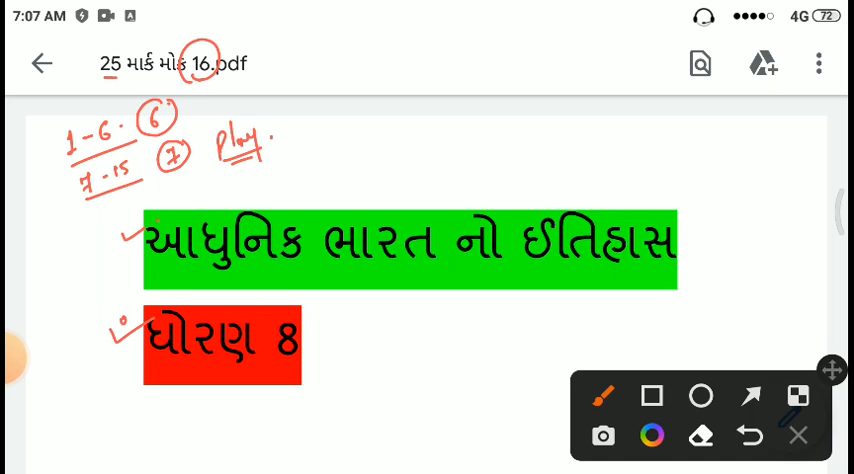 7:07 AM 4G 72
25 માર્ક મોક 16.pdf
1-6. 6
7-15 7 Play.
આધુનિક ભારત નો ઈતિહાસ
ધોરણ 8